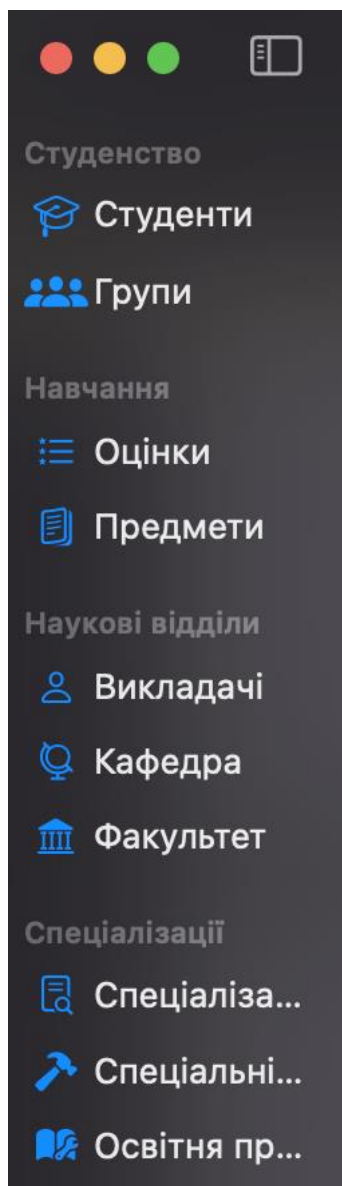 Студенство
Студенти
Групи
Навчання
Оцінки
Предмети
Наукові відділи
Викладачі
Кафедра
Факультет
Спеціалізації
Спеціаліза...
Спеціальні...
Освітня пр...